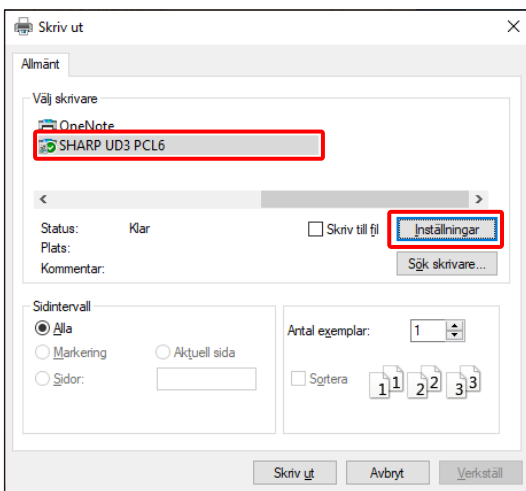 Skriv ut
Allmänt
Välj skrivare
OneNote
SHARP UD3 PCL6
Status: Klar
Skriv till fil
Inställningar
Plats:
Kommentar:
Sök skrivare...
Sidintervall
Alla
Markering
Aktuell sida
Sidor:
Antal exemplar: 1
Sortera
1 1 2 2 3 3
Skriv ut
Avbryt
Verkställ